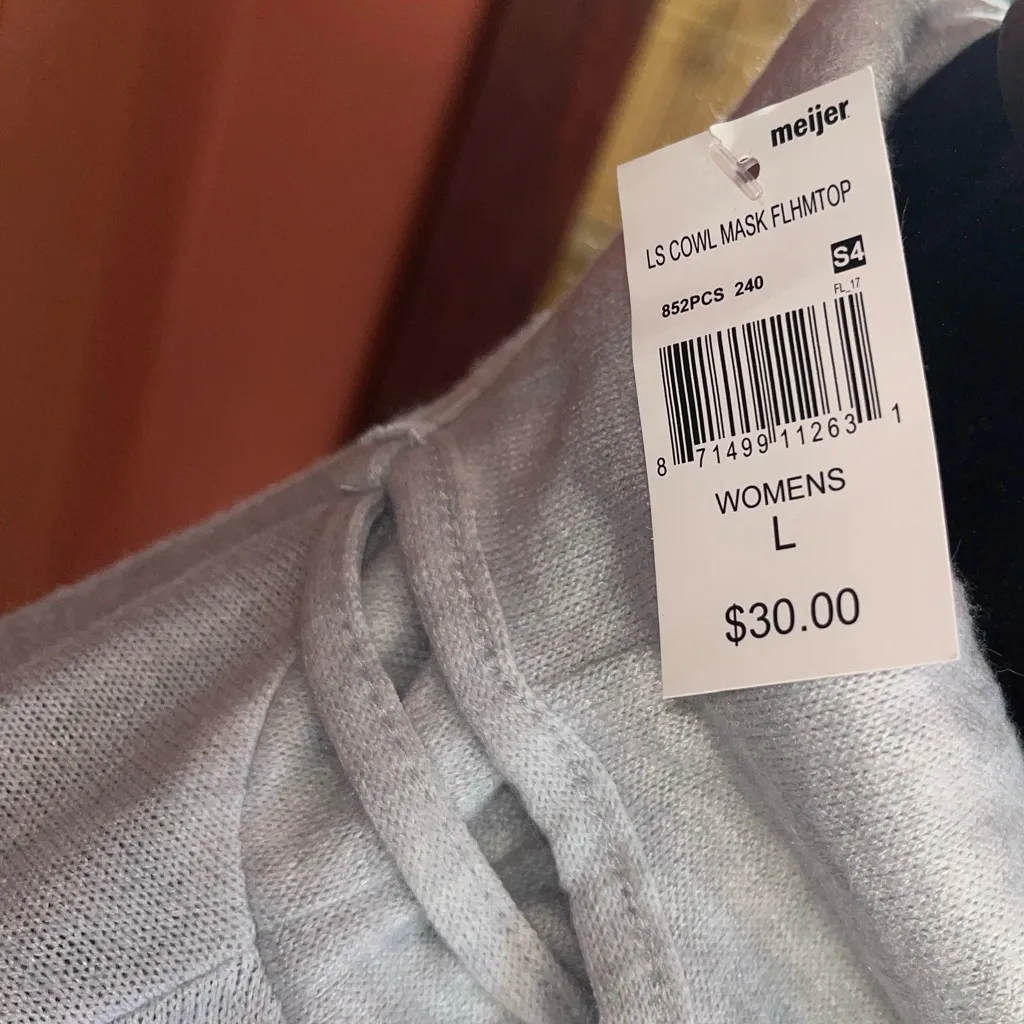 meijer
LS COWL MASK FLHMTOP
S4
852PCS 240
FL_17
8 71499 11263 1
WOMENS
L
$30.00